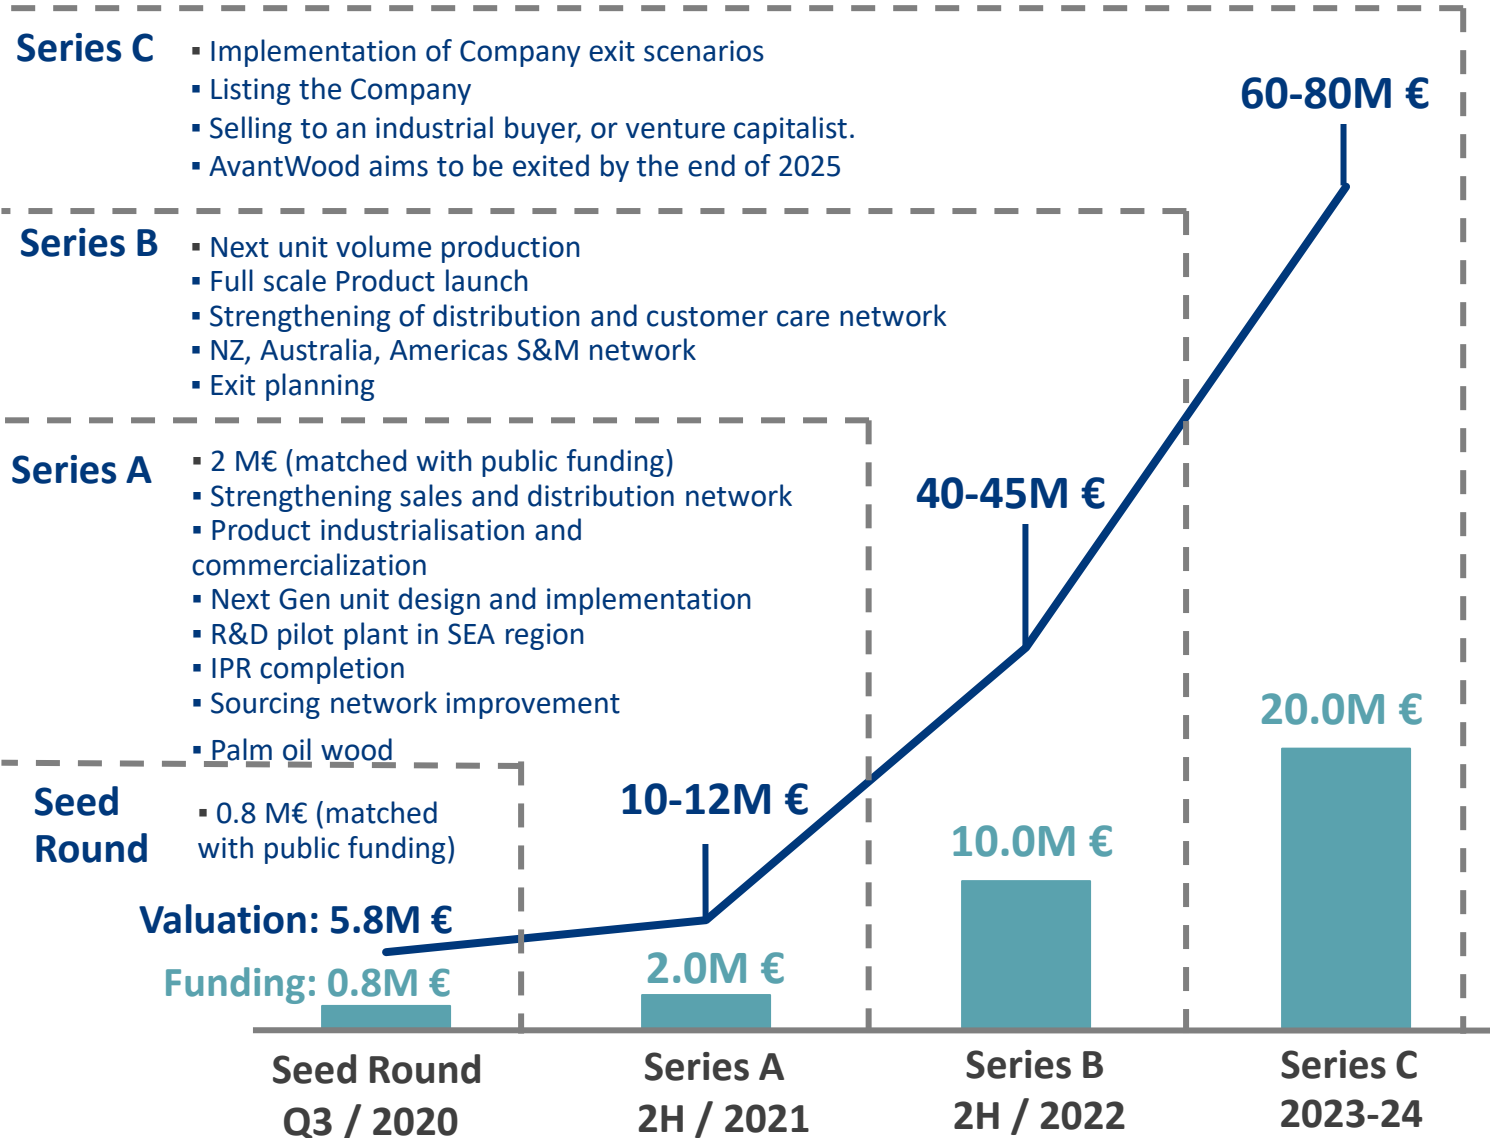 Series C
▪ Implementation of Company exit scenarios
▪ Listing the Company
▪ Selling to an industrial buyer, or venture capitalist.
▪ AvantWood aims to be exited by the end of 2025
60-80M €
Series B
▪ Next unit volume production
▪ Full scale Product launch
▪ Strengthening of distribution and customer care network
▪ NZ, Australia, Americas S&M network
▪ Exit planning
Series A
▪ 2 M€ (matched with public funding)
▪ Strengthening sales and distribution network
▪ Product industrialisation and
commercialization
▪ Next Gen unit design and implementation
▪ R&D pilot plant in SEA region
▪ IPR completion
▪ Sourcing network improvement
▪ Palm oil wood
40-45M €
Seed
Round
▪ 0.8 M€ (matched
with public funding)
10-12M €
Valuation: 5.8M €
Funding: 0.8M €
2.0M €
10.0M €
20.0M €
Seed Round
Q3 / 2020
Series A
2H / 2021
Series B
2H / 2022
Series C
2023-24